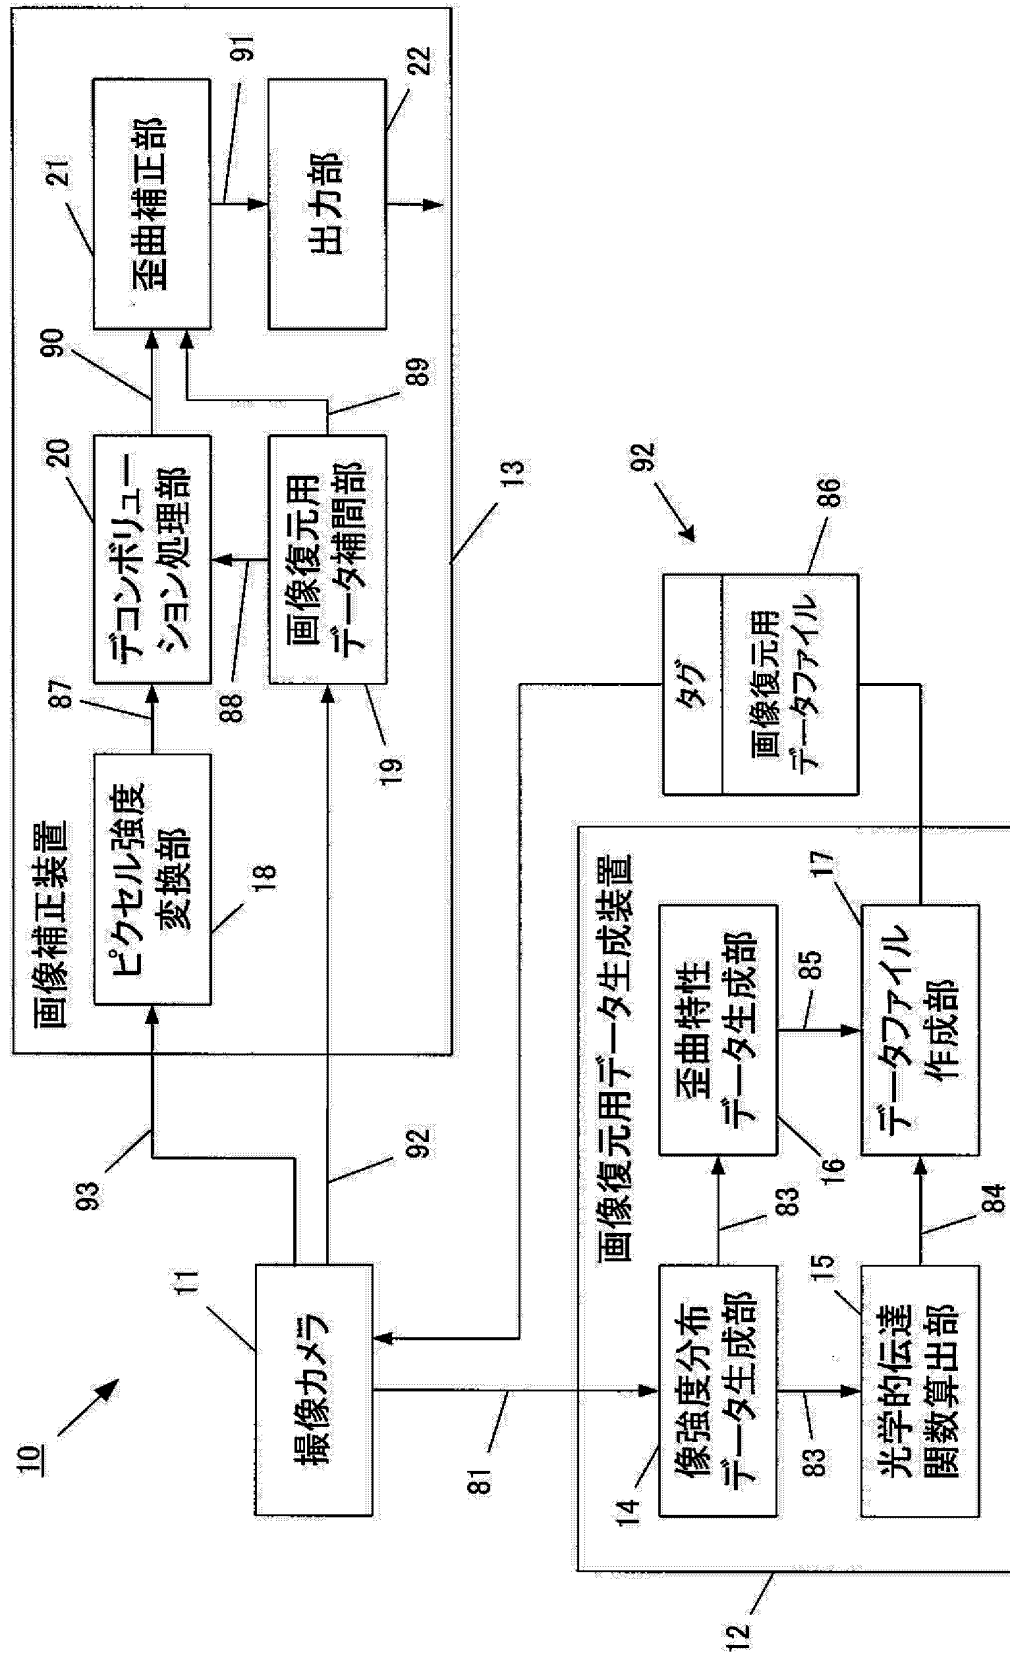 10
撮像カメラ
11
93
92
81
画像補正装置
ピクセル強度
変換部
18
87
デコンボリュー
ション処理部
20
90
歪曲補正部
21
91
画像復元用
データ補間部
19
88
89
出力部
22
13
画像復元用データ生成装置
12
像強度分布
データ生成部
14
83
歪曲特性
データ生成部
16
83
85
光学的伝達
関数算出部
15
84
データファイル
作成部
17
タグ
画像復元用
データファイル
86
92